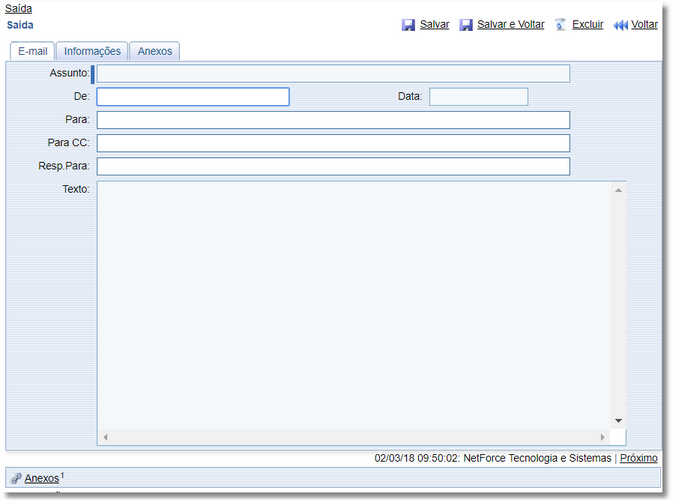 Saída
Saída
Salvar Salvar e Voltar Excluir Voltar
E-mail Informações Anexos
Assunto:
De: Data:
Para:
Para CC:
Resp.Para:
Texto:
02/03/18 09:50:02: NetForce Tecnologia e Sistemas | Próximo
Anexos 1